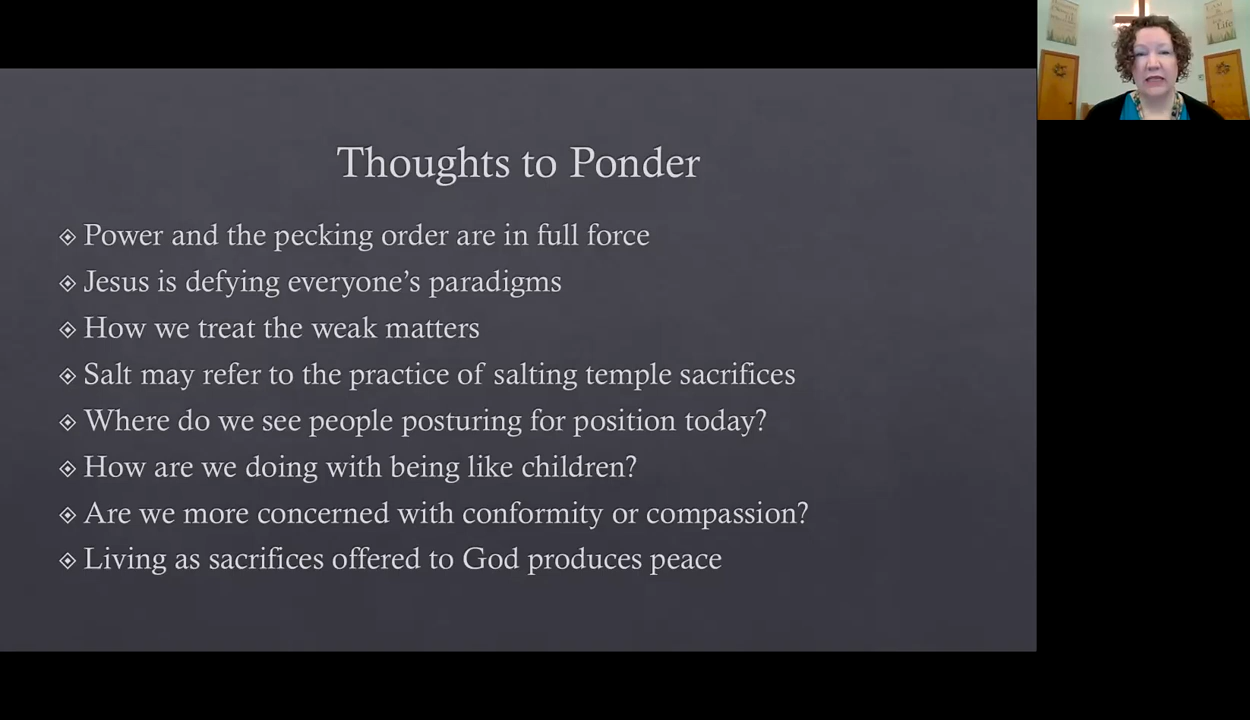 Thoughts to Ponder
Power and the pecking order are in full force
Jesus is defying everyone's paradigms
How we treat the weak matters
Salt may refer to the practice of salting temple sacrifices
Where do we see people posturing for position today?
How are we doing with being like children?
Are we more concerned with conformity or compassion?
Living as sacrifices offered to God produces peace
Life